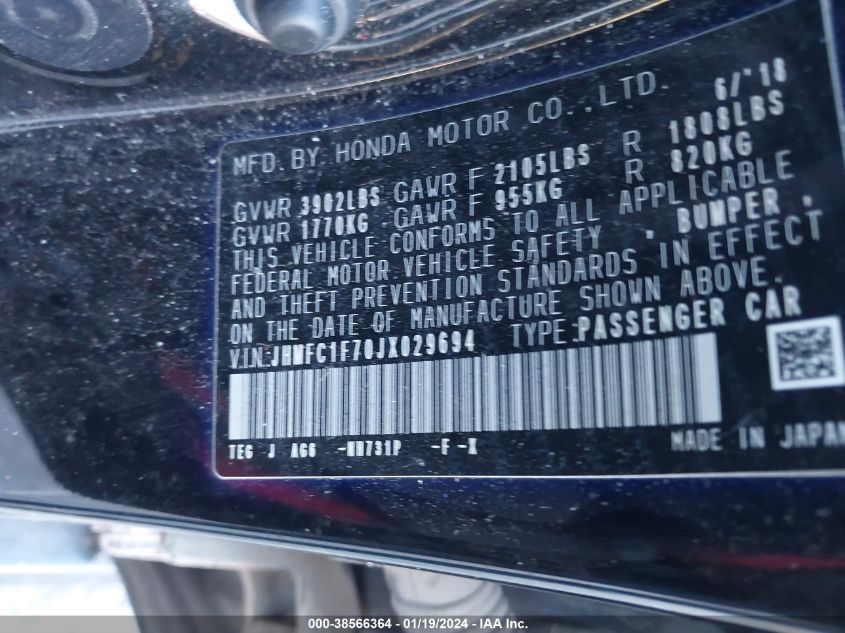 MFD. BY HONDA MOTOR CO., LTD. 6/'18
GVWR 3902LBS GAWR F 2105LBS R 1808LBS
GVWR 1770KG GAWR F 955KG R 820KG
THIS VEHICLE CONFORMS TO ALL APPLICABLE
FEDERAL MOTOR VEHICLE SAFETY , BUMPER ,
AND THEFT PREVENTION STANDARDS IN EFFECT
ON THE DATE OF MANUFACTURE SHOWN ABOVE.
V.I.N:JHMFC1F70JX029694 TYPE:PASSENGER CAR
TEG J AGG -NH731P -F -X MADE IN JAPAN
000-38566364 - 01/19/2024 - IAA Inc.